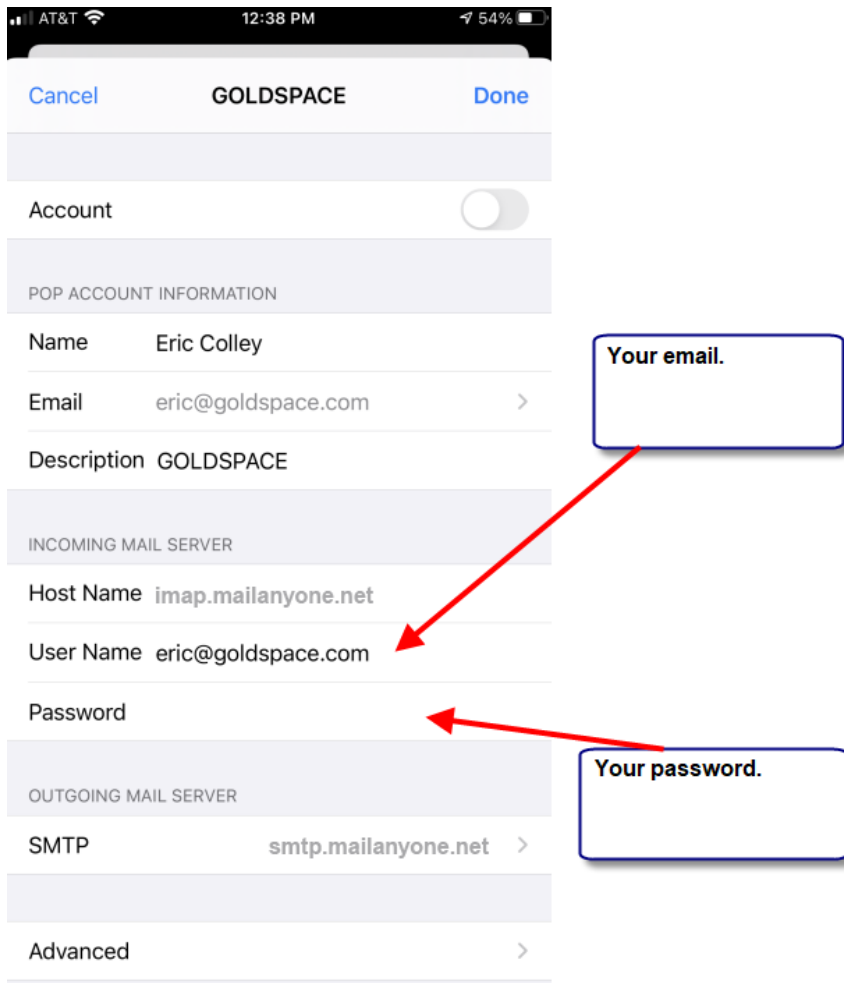 AT&T 12:38 PM 54%
Cancel GOLDSPACE Done
Account
POP ACCOUNT INFORMATION
Name Eric Colley
Your email.
Email eric@goldspace.com
Description GOLDSPACE
INCOMING MAIL SERVER
Host Name imap.mailanyone.net
User Name eric@goldspace.com
Password
Your password.
OUTGOING MAIL SERVER
SMTP smtp.mailanyone.net
Advanced